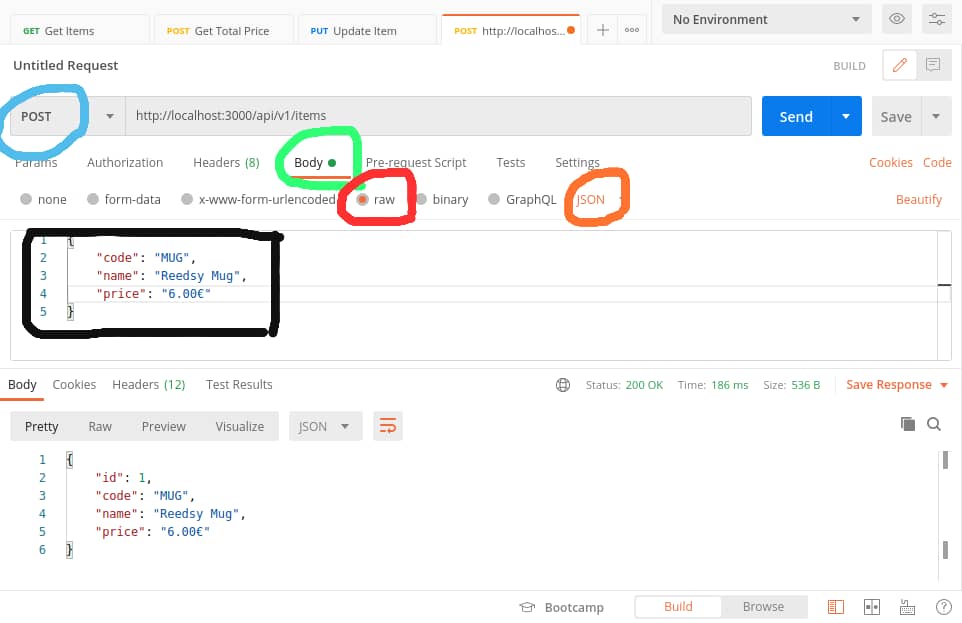 GET Get Items POST Get Total Price PUT Update Item POST http://localhos... No Environment
Untitled Request BUILD
POST http://localhost:3000/api/v1/items Send Save
Params Authorization Headers (8) Body Pre-request Script Tests Settings Cookies Code
none form-data x-www-form-urlencoded raw binary GraphQL JSON Beautify
1 {
2 "code": "MUG",
3 "name": "Reedsy Mug",
4 "price": "6.00€"
5 }
Body Cookies Headers (12) Test Results Status: 200 OK Time: 186 ms Size: 536 B Save Response
Pretty Raw Preview Visualize JSON
1 {
2 "id": 1,
3 "code": "MUG",
4 "name": "Reedsy Mug",
5 "price": "6.00€"
6 }
Bootcamp Build Browse ?